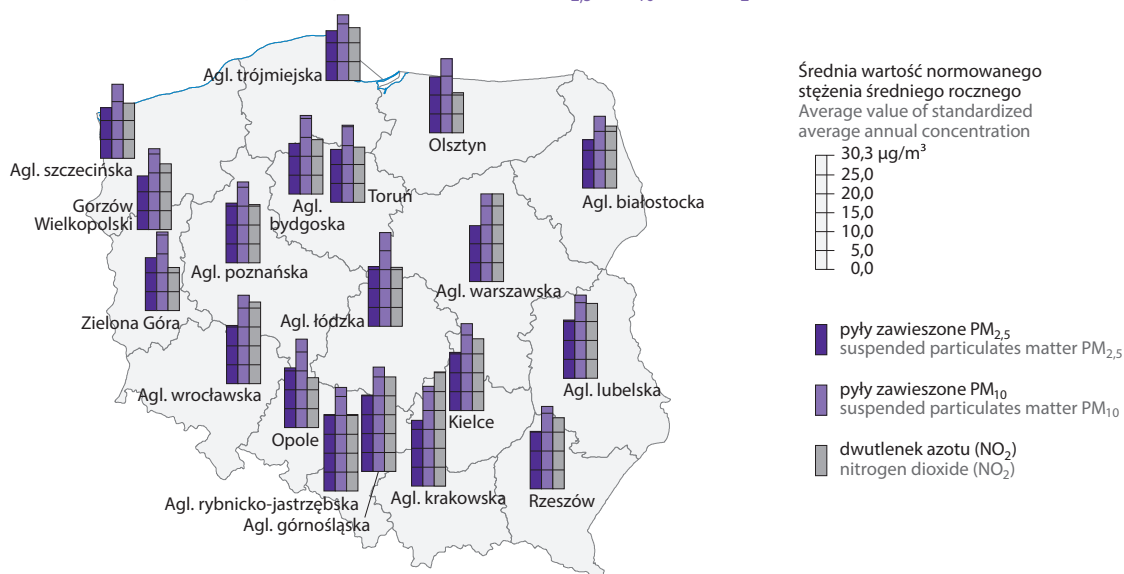 Agl. trójmiejska
Olsztyn
Agl. szczecińska
Agl. białostocka
Gorzów
Wielkopolski
Agl.
bydgoska
Toruń
Agl. poznańska
Agl. warszawska
Zielona Góra
Agl. łódzka
Agl. wrocławska
Agl. lubelska
Opole
Kielce
Agl. rybnicko-jastrzębska
Agl. górnośląska
Agl. krakowska
Rzeszów
Średnia wartość normowanego
stężenia średniego rocznego
Average value of standardized
average annual concentration
30,3 µg/m³
25,0
20,0
15,0
10,0
5,0
0,0
pyły zawieszone PM2,5
suspended particulates matter PM2,5
pyły zawieszone PM10
suspended particulates matter PM10
dwutlenek azotu (NO2)
nitrogen dioxide (NO2)